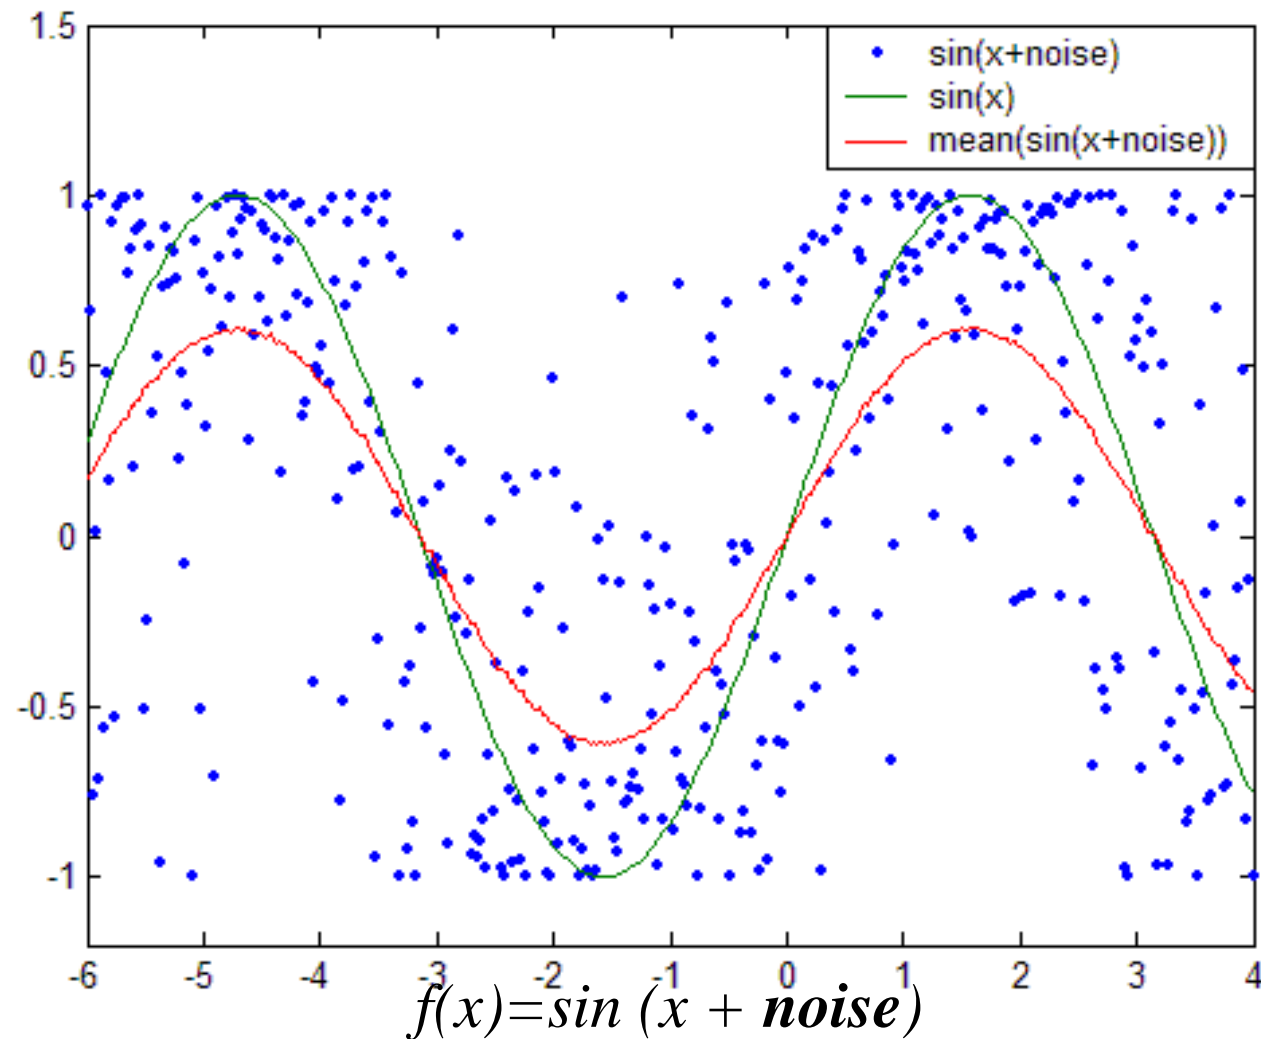 1.5
sin(x+noise)
sin(x)
mean(sin(x+noise))
1
0.5
0
-0.5
-1
-6 -5 -4 -3 -2 -1 0 1 2 3 4
f(x)=sin (x + noise)